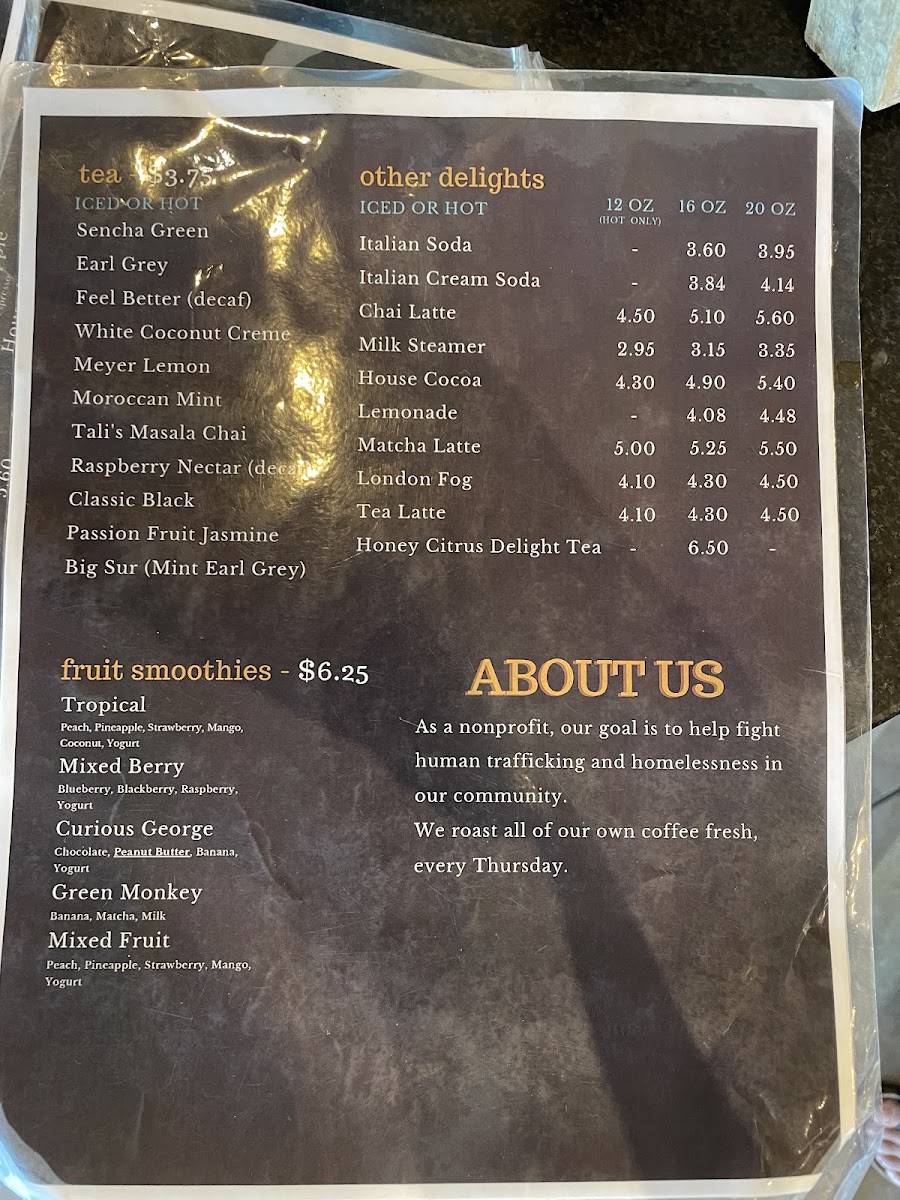 tea - $3.75
ICED OR HOT
Sencha Green
Earl Grey
Feel Better (decaf)
White Coconut Creme
Meyer Lemon
Moroccan Mint
Tali's Masala Chai
Raspberry Nectar (decaf)
Classic Black
Passion Fruit Jasmine
Big Sur (Mint Earl Grey)
other delights
ICED OR HOT 12 OZ 16 OZ 20 OZ
(HOT ONLY)
Italian Soda - 3.60 3.95
Italian Cream Soda - 3.84 4.14
Chai Latte 4.50 5.10 5.60
Milk Steamer 2.95 3.15 3.35
House Cocoa 4.30 4.90 5.40
Lemonade - 4.08 4.48
Matcha Latte 5.00 5.25 5.50
London Fog 4.10 4.30 4.50
Tea Latte 4.10 4.30 4.50
Honey Citrus Delight Tea - 6.50 -
fruit smoothies - $6.25
Tropical
Peach, Pineapple, Strawberry, Mango,
Coconut, Yogurt
Mixed Berry
Blueberry, Blackberry, Raspberry,
Yogurt
Curious George
Chocolate, Peanut Butter, Banana,
Yogurt
Green Monkey
Banana, Matcha, Milk
Mixed Fruit
Peach, Pineapple, Strawberry, Mango,
Yogurt
ABOUT US
As a nonprofit, our goal is to help fight
human trafficking and homelessness in
our community.
We roast all of our own coffee fresh,
every Thursday.